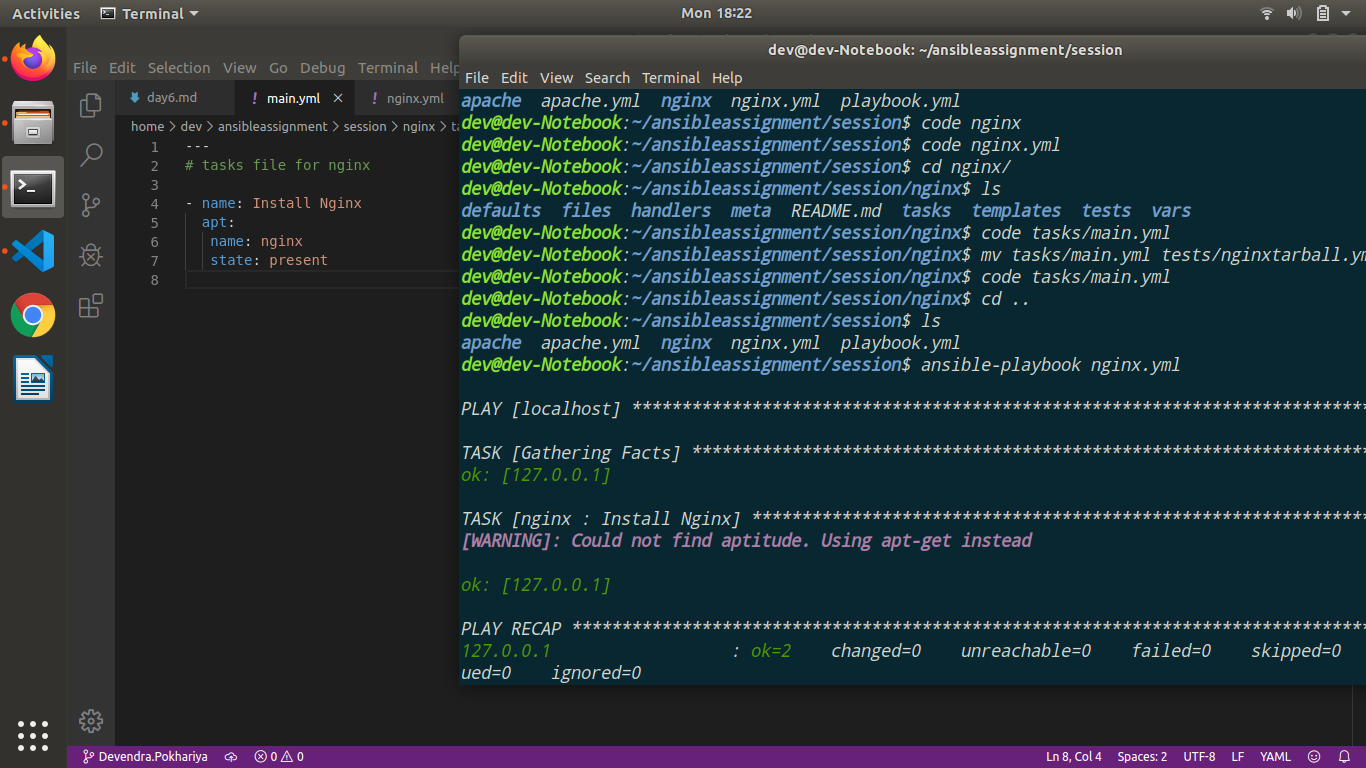 Activities Terminal Mon 18:22
File Edit Selection View Go Debug Terminal Help
day6.md ! main.yml × ! nginx.yml
home > dev > ansibleassignment > session > nginx >
1 ---
2 # tasks file for nginx
3
4 - name: Install Nginx
5 apt:
6 name: nginx
7 state: present
8
dev@dev-Notebook: ~/ansibleassignment/session
File Edit View Search Terminal Help
apache apache.yml nginx nginx.yml playbook.yml
dev@dev-Notebook:~/ansibleassignment/session$ code nginx
dev@dev-Notebook:~/ansibleassignment/session$ code nginx.yml
dev@dev-Notebook:~/ansibleassignment/session$ cd nginx/
dev@dev-Notebook:~/ansibleassignment/session/nginx$ ls
defaults files handlers meta README.md tasks templates tests vars
dev@dev-Notebook:~/ansibleassignment/session/nginx$ code tasks/main.yml
dev@dev-Notebook:~/ansibleassignment/session/nginx$ mv tasks/main.yml tests/nginxtarball.ym
dev@dev-Notebook:~/ansibleassignment/session/nginx$ code tasks/main.yml
dev@dev-Notebook:~/ansibleassignment/session/nginx$ cd ..
dev@dev-Notebook:~/ansibleassignment/session$ ls
apache apache.yml nginx nginx.yml playbook.yml
dev@dev-Notebook:~/ansibleassignment/session$ ansible-playbook nginx.yml
PLAY [localhost] **************************************************************************
TASK [Gathering Facts] ********************************************************************
ok: [127.0.0.1]
TASK [nginx : Install Nginx] **************************************************************
[WARNING]: Could not find aptitude. Using apt-get instead
ok: [127.0.0.1]
PLAY RECAP ********************************************************************************
127.0.0.1 : ok=2 changed=0 unreachable=0 failed=0 skipped=0
ued=0 ignored=0
Devendra.Pokhariya 0 0 Ln 8, Col 4 Spaces: 2 UTF-8 LF YAML